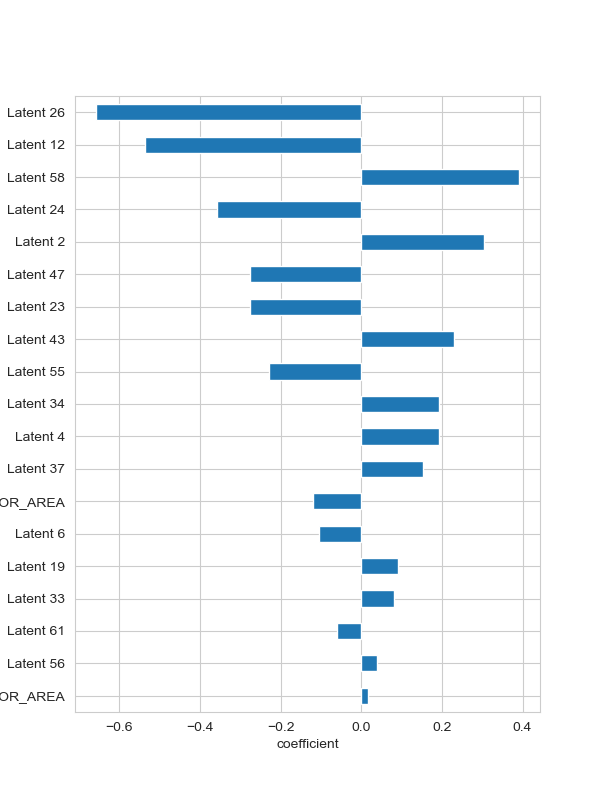 Latent 26
Latent 12
Latent 58
Latent 24
Latent 2
Latent 47
Latent 23
Latent 43
Latent 55
Latent 34
Latent 4
Latent 37
OR_AREA
Latent 6
Latent 19
Latent 33
Latent 61
Latent 56
OR_AREA
−0.6 −0.4 −0.2 0.0 0.2 0.4
coefficient